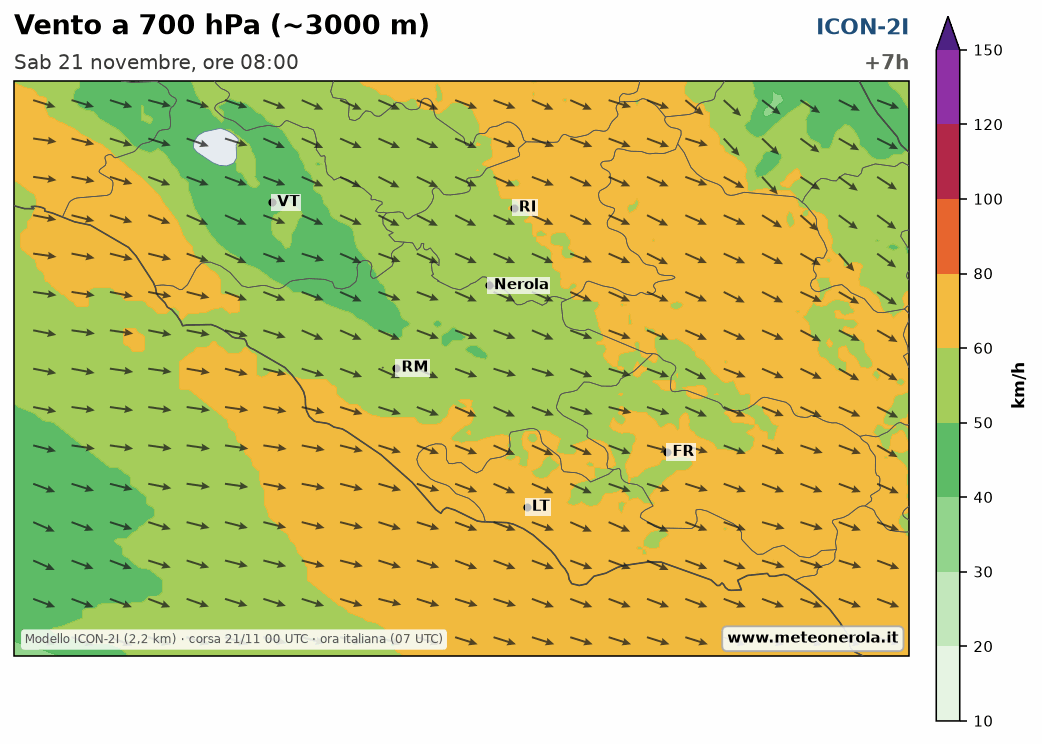 Vento a 700 hPa (~3000 m)
ICON-2I
Sab 21 novembre, ore 08:00
+7h
150
120
100
80
60
50
40
30
20
10
km/h
VT
RI
Nerola
RM
FR
LT
Modello ICON-2I (2,2 km) · corsa 21/11 00 UTC · ora italiana (07 UTC)
www.meteonerola.it